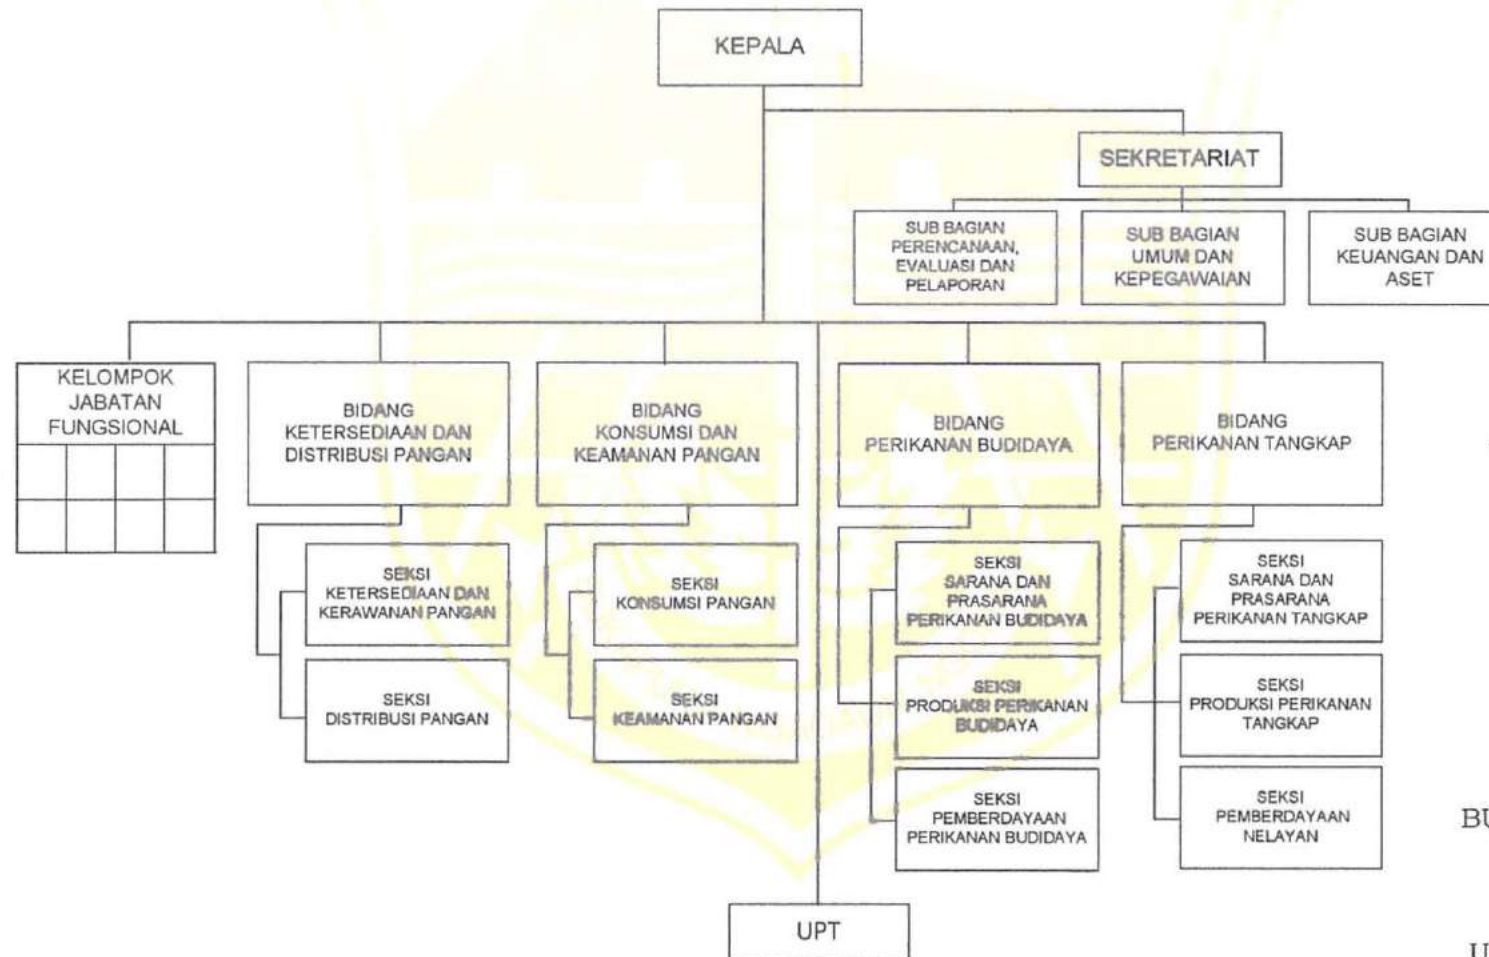 KEPALA
SEKRETARIAT
SUB BAGIAN
PERENCANAAN,
EVALUASI DAN
PELAPORAN
SUB BAGIAN
UMUM DAN
KEPEGAWAIAN
SUB BAGIAN
KEUANGAN DAN
ASET
KELOMPOK
JABATAN
FUNGSIONAL
BIDANG
KETERSEDIAAN DAN
DISTRIBUSI PANGAN
BIDANG
KONSUMSI DAN
KEAMANAN PANGAN
BIDANG
PERIKANAN BUDIDAYA
BIDANG
PERIKANAN TANGKAP
SEKSI
KETERSEDIAAN DAN
KERAWANAN PANGAN
SEKSI
DISTRIBUSI PANGAN
SEKSI
KONSUMSI PANGAN
SEKSI
KEAMANAN PANGAN
SEKSI
SARANA DAN
PRASARANA
PERIKANAN BUDIDAYA
SEKSI
PRODUKSI PERIKANAN
BUDIDAYA
SEKSI
PEMBERDAYAAN
PERIKANAN BUDIDAYA
SEKSI
SARANA DAN
PRASARANA
PERIKANAN TANGKAP
SEKSI
PRODUKSI PERIKANAN
TANGKAP
SEKSI
PEMBERDAYAAN
NELAYAN
BU
UPT
U